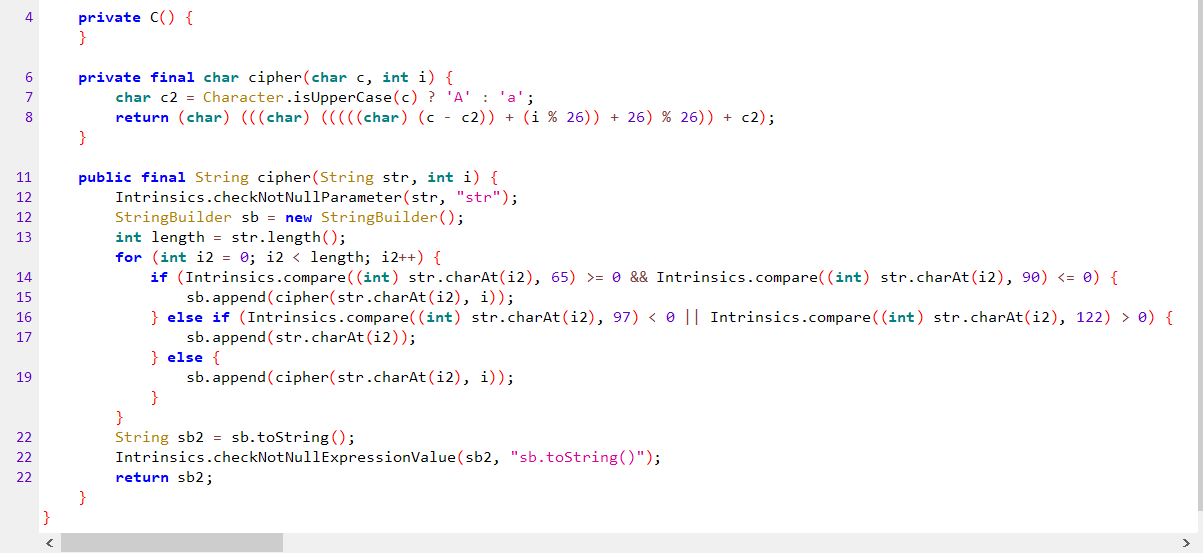 4 private C() {
}
6 private final char cipher(char c, int i) {
7 char c2 = Character.isUpperCase(c) ? 'A' : 'a';
8 return (char) (((char) (((((char) (c - c2)) + (i % 26)) + 26) % 26)) + c2);
}
11 public final String cipher(String str, int i) {
12 Intrinsics.checkNotNullParameter(str, "str");
12 StringBuilder sb = new StringBuilder();
13 int length = str.length();
for (int i2 = 0; i2 < length; i2++) {
14 if (Intrinsics.compare((int) str.charAt(i2), 65) >= 0 && Intrinsics.compare((int) str.charAt(i2), 90) <= 0) {
15 sb.append(cipher(str.charAt(i2), i));
16 } else if (Intrinsics.compare((int) str.charAt(i2), 97) < 0 || Intrinsics.compare((int) str.charAt(i2), 122) > 0) {
17 sb.append(str.charAt(i2));
} else {
19 sb.append(cipher(str.charAt(i2), i));
}
}
22 String sb2 = sb.toString();
22 Intrinsics.checkNotNullExpressionValue(sb2, "sb.toString()");
22 return sb2;
}
}